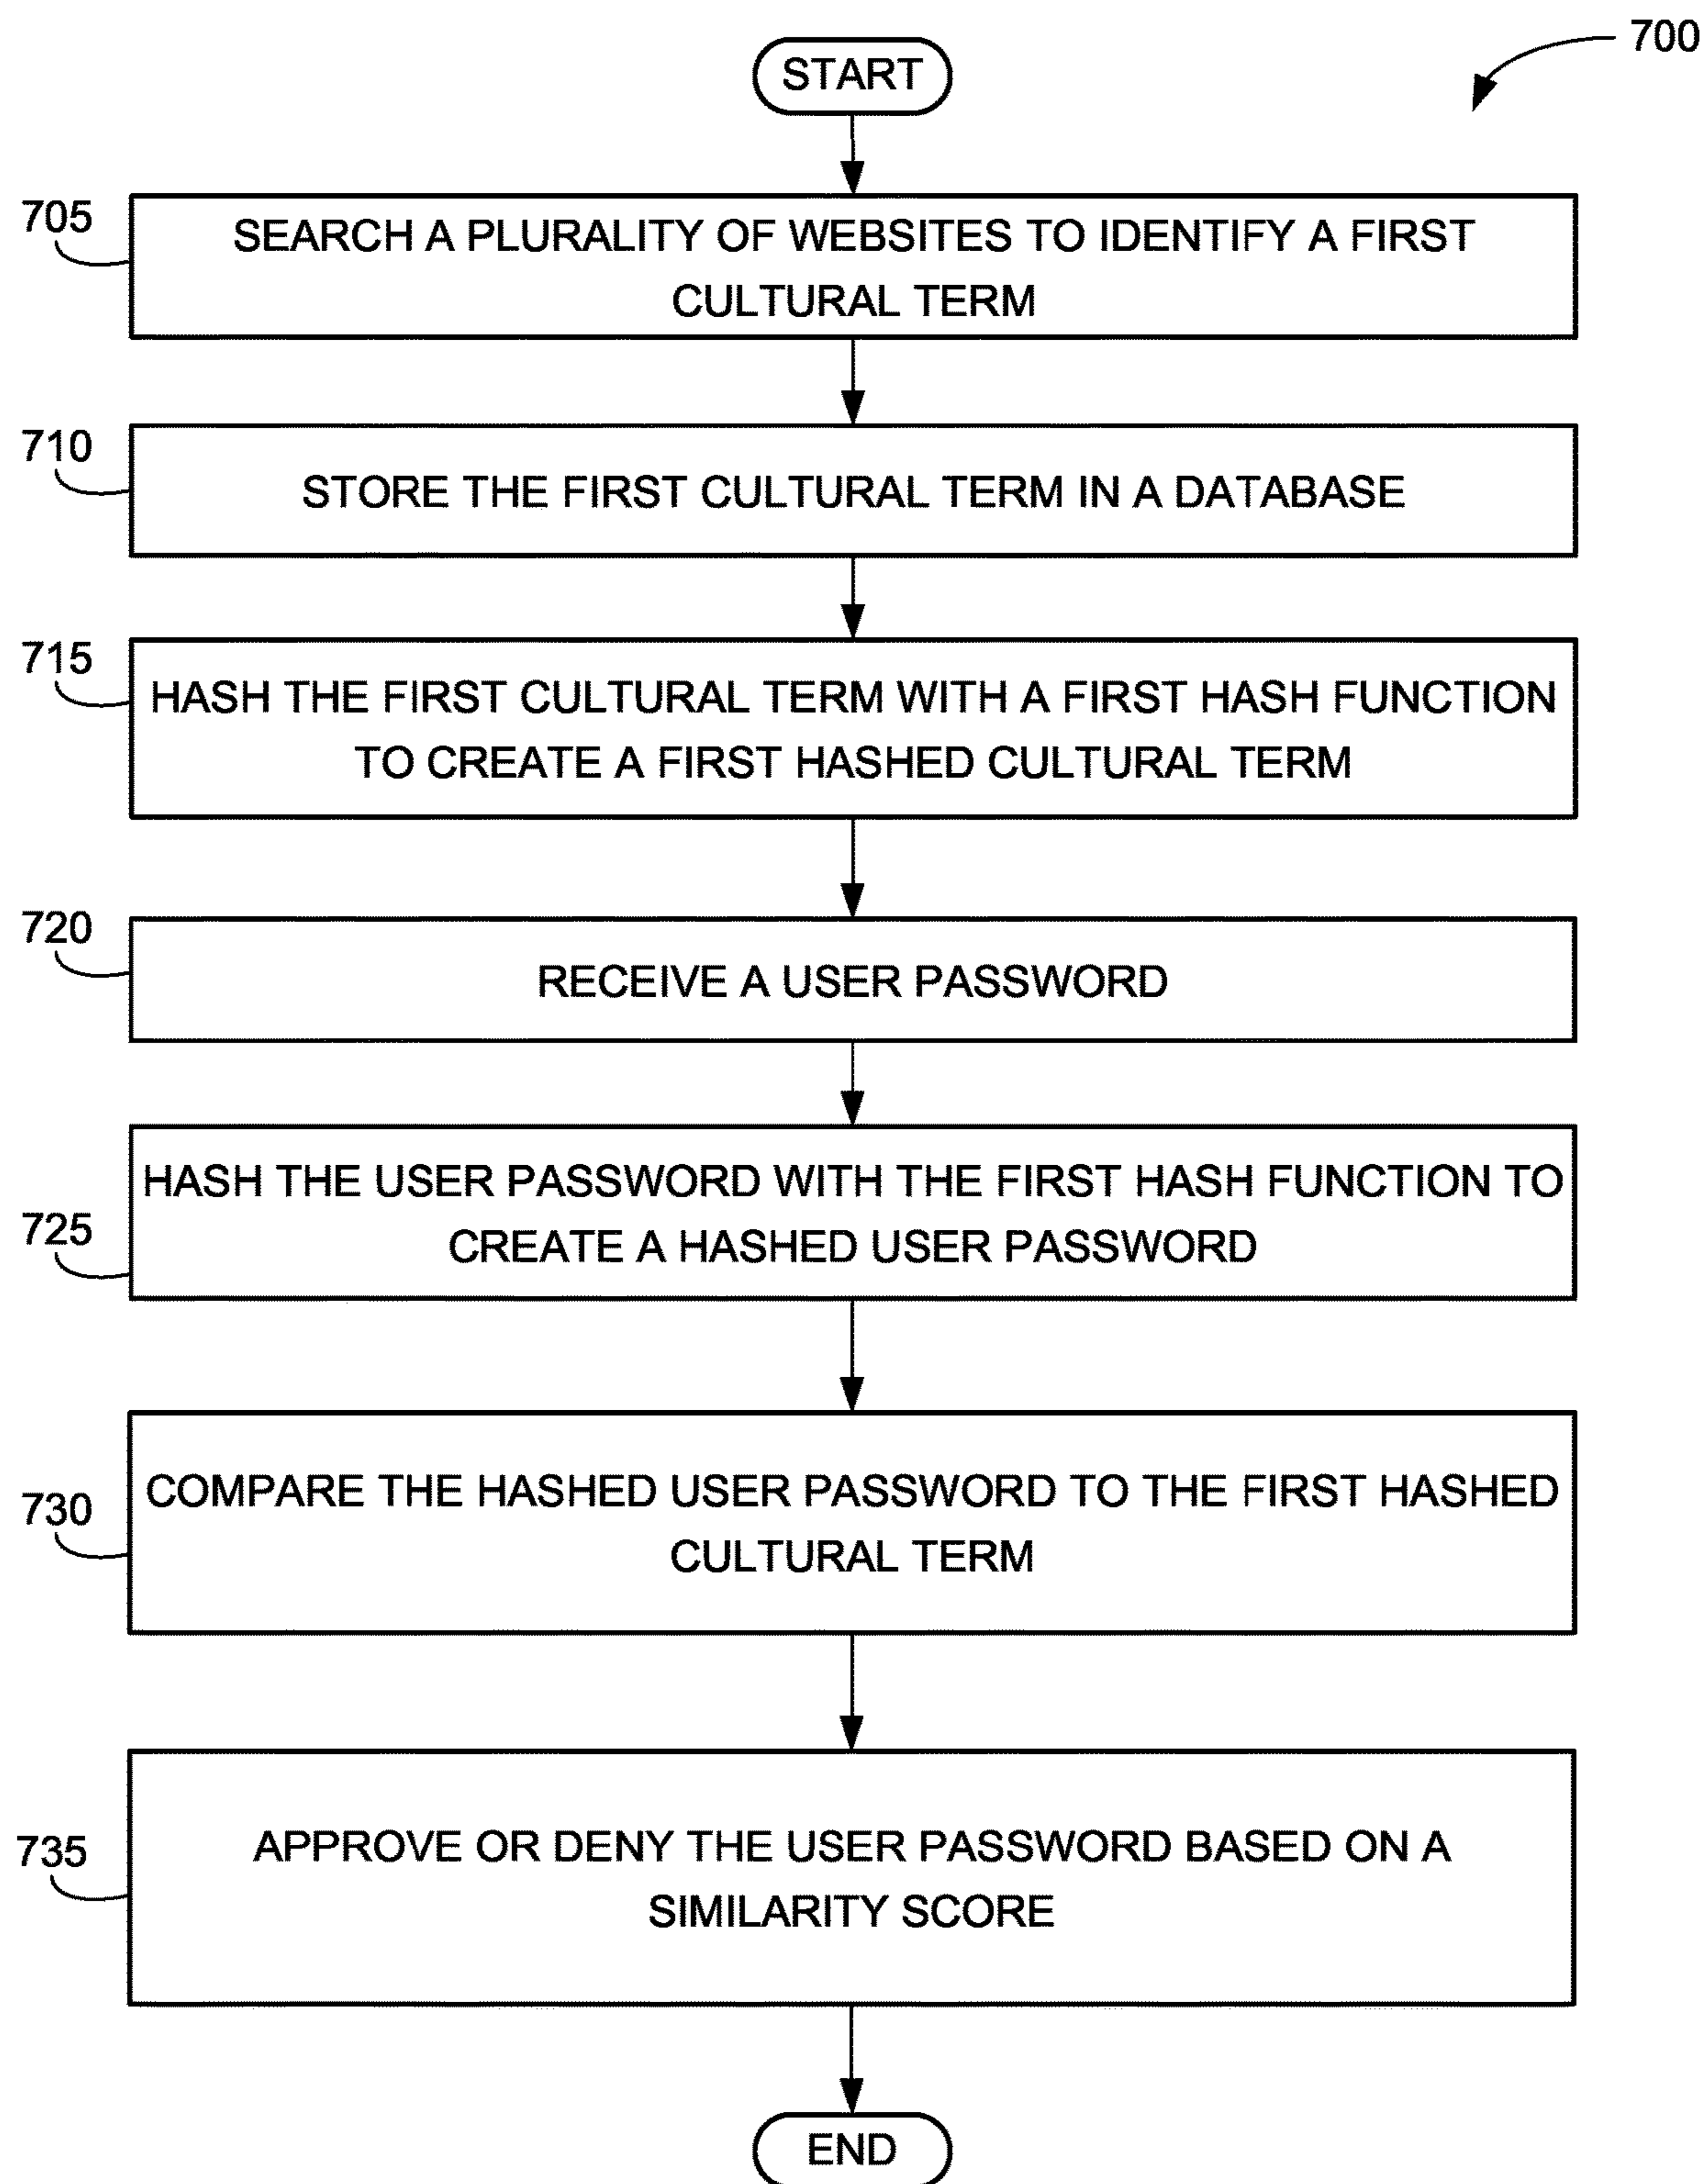 700
START
705
SEARCH A PLURALITY OF WEBSITES TO IDENTIFY A FIRST
CULTURAL TERM
710
STORE THE FIRST CULTURAL TERM IN A DATABASE
715
HASH THE FIRST CULTURAL TERM WITH A FIRST HASH FUNCTION
TO CREATE A FIRST HASHED CULTURAL TERM
720
RECEIVE A USER PASSWORD
725
HASH THE USER PASSWORD WITH THE FIRST HASH FUNCTION TO
CREATE A HASHED USER PASSWORD
730
COMPARE THE HASHED USER PASSWORD TO THE FIRST HASHED
CULTURAL TERM
735
APPROVE OR DENY THE USER PASSWORD BASED ON A
SIMILARITY SCORE
END